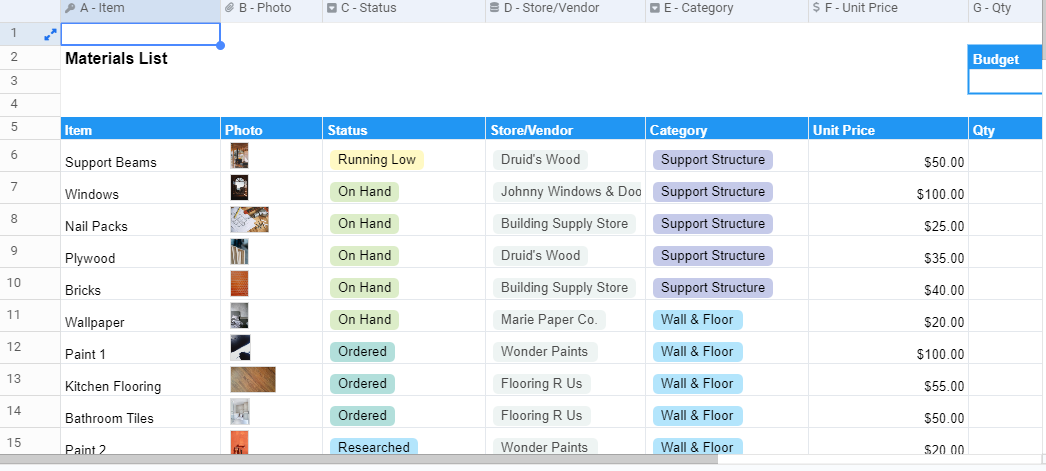 A - Item B - Photo C - Status D - Store/Vendor E - Category $ F - Unit Price G - Qty
1
2 Materials List Budget
3
4
5 Item Photo Status Store/Vendor Category Unit Price Qty
6 Support Beams Running Low Druid's Wood Support Structure $50.00
7 Windows On Hand Johnny Windows & Doo Support Structure $100.00
8 Nail Packs On Hand Building Supply Store Support Structure $25.00
9 Plywood On Hand Druid's Wood Support Structure $35.00
10 Bricks On Hand Building Supply Store Support Structure $40.00
11 Wallpaper On Hand Marie Paper Co. Wall & Floor $20.00
12 Paint 1 Ordered Wonder Paints Wall & Floor $100.00
13 Kitchen Flooring Ordered Flooring R Us Wall & Floor $55.00
14 Bathroom Tiles Ordered Flooring R Us Wall & Floor $50.00
15 Paint 2 Researched Wonder Paints Wall & Floor $20.00